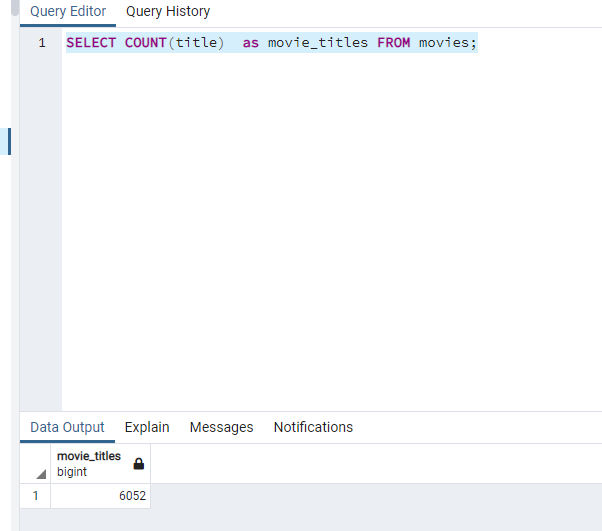 Query Editor Query History
1 SELECT COUNT(title)  as movie_titles FROM movies;
Data Output Explain Messages Notifications
movie_titles
bigint
1 6052